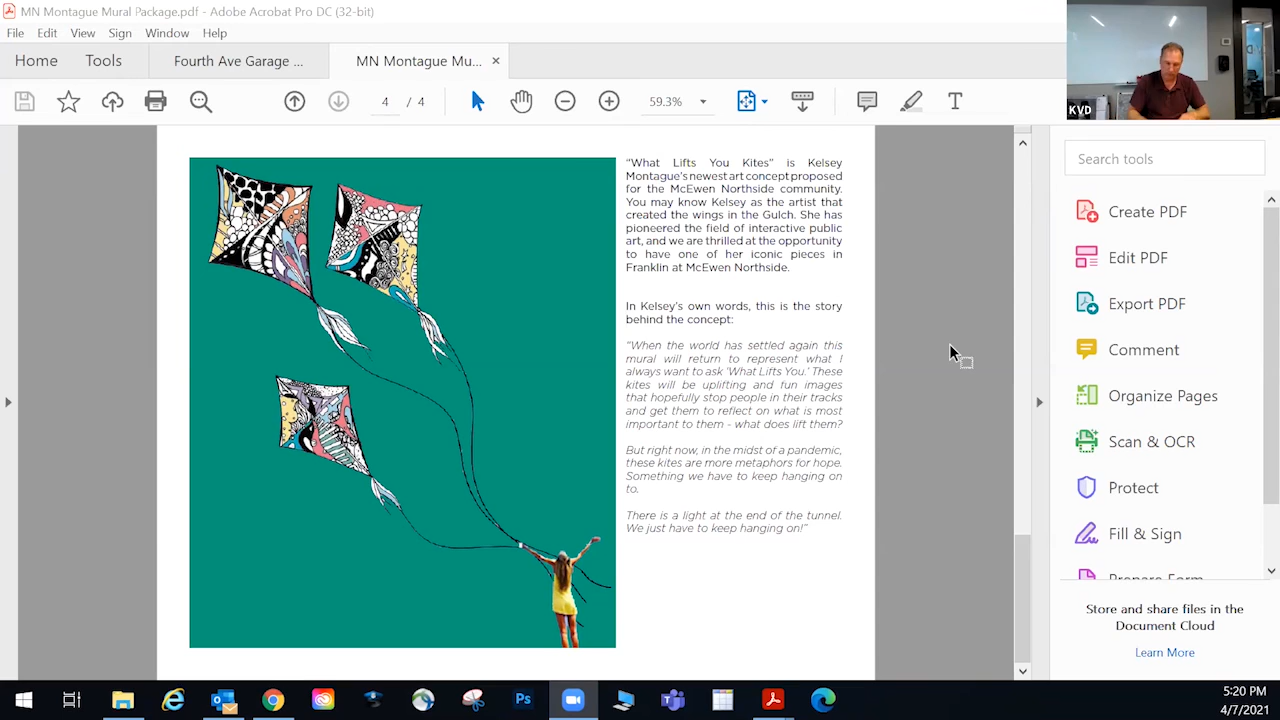 MN Montague Mural Package.pdf - Adobe Acrobat Pro DC (32-bit)
File Edit View Sign Window Help
Home Tools Fourth Ave Garage ... MN Montague Mu... ×
4 / 4 59.3%
KVD
"What Lifts You Kites" is Kelsey
Montague's newest art concept proposed
for the McEwen Northside community.
You may know Kelsey as the artist that
created the wings in the Gulch. She has
pioneered the field of interactive public
art, and we are thrilled at the opportunity
to have one of her iconic pieces in
Franklin at McEwen Northside.
In Kelsey's own words, this is the story
behind the concept:
"When the world has settled again this
mural will return to represent what I
always want to ask 'What Lifts You.' These
kites will be uplifting and fun images
that hopefully stop people in their tracks
and get them to reflect on what is most
important to them - what does lift them?
But right now, in the midst of a pandemic,
these kites are more metaphors for hope.
Something we have to keep hanging on
to.
There is a light at the end of the tunnel.
We just have to keep hanging on!"
Search tools
Create PDF
Edit PDF
Export PDF
Comment
Organize Pages
Scan & OCR
Protect
Fill & Sign
Prepare Form
Store and share files in the
Document Cloud
Learn More
Ps
5:20 PM
4/7/2021